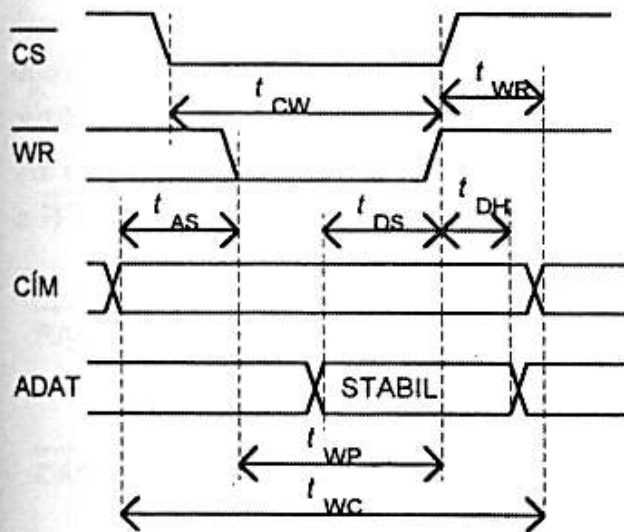 CS
t WR
t CW
WR
t AS
t DS
t DH
CÍM
ADAT
STABIL
t WP
t WC